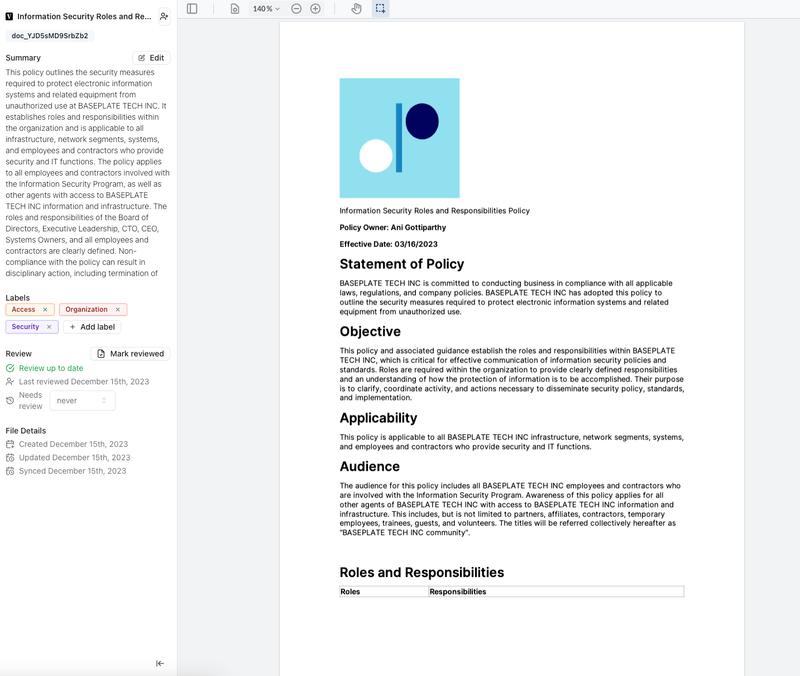 Information Security Roles and Re...
doc_YJD5sMD9SrbZb2
Summary
Edit
This policy outlines the security measures
required to protect electronic information
systems and related equipment from
unauthorized use at BASEPLATE TECH INC. It
establishes roles and responsibilities within
the organization and is applicable to all
infrastructure, network segments, systems,
and employees and contractors who provide
security and IT functions. The policy applies
to all employees and contractors involved with
the Information Security Program, as well as
other agents with access to BASEPLATE
TECH INC information and infrastructure. The
roles and responsibilities of the Board of
Directors, Executive Leadership, CTO, CEO,
Systems Owners, and all employees and
contractors are clearly defined. Non-
compliance with the policy can result in
disciplinary action, including termination of
Labels
Access
Organization
Security
Add label
Review
Mark reviewed
Review up to date
Last reviewed December 15th, 2023
Needs
review
never
File Details
Created December 15th, 2023
Updated December 15th, 2023
Synced December 15th, 2023
140%
Information Security Roles and Responsibilities Policy
Policy Owner: Ani Gottiparthy
Effective Date: 03/16/2023
Statement of Policy
BASEPLATE TECH INC is committed to conducting business in compliance with all applicable
laws, regulations, and company policies. BASEPLATE TECH INC has adopted this policy to
outline the security measures required to protect electronic information systems and related
equipment from unauthorized use.
Objective
This policy and associated guidance establish the roles and responsibilities within BASEPLATE
TECH INC, which is critical for effective communication of information security policies and
standards. Roles are required within the organization to provide clearly defined responsibilities
and an understanding of how the protection of information is to be accomplished. Their purpose
is to clarify, coordinate activity, and actions necessary to disseminate security policy, standards,
and implementation.
Applicability
This policy is applicable to all BASEPLATE TECH INC infrastructure, network segments, systems,
and employees and contractors who provide security and IT functions.
Audience
The audience for this policy includes all BASEPLATE TECH INC employees and contractors who
are involved with the Information Security Program. Awareness of this policy applies for all
other agents of BASEPLATE TECH INC with access to BASEPLATE TECH INC information and
infrastructure. This includes, but is not limited to partners, affiliates, contractors, temporary
employees, trainees, guests, and volunteers. The titles will be referred collectively hereafter as
"BASEPLATE TECH INC community".
Roles and Responsibilities
Roles
Responsibilities